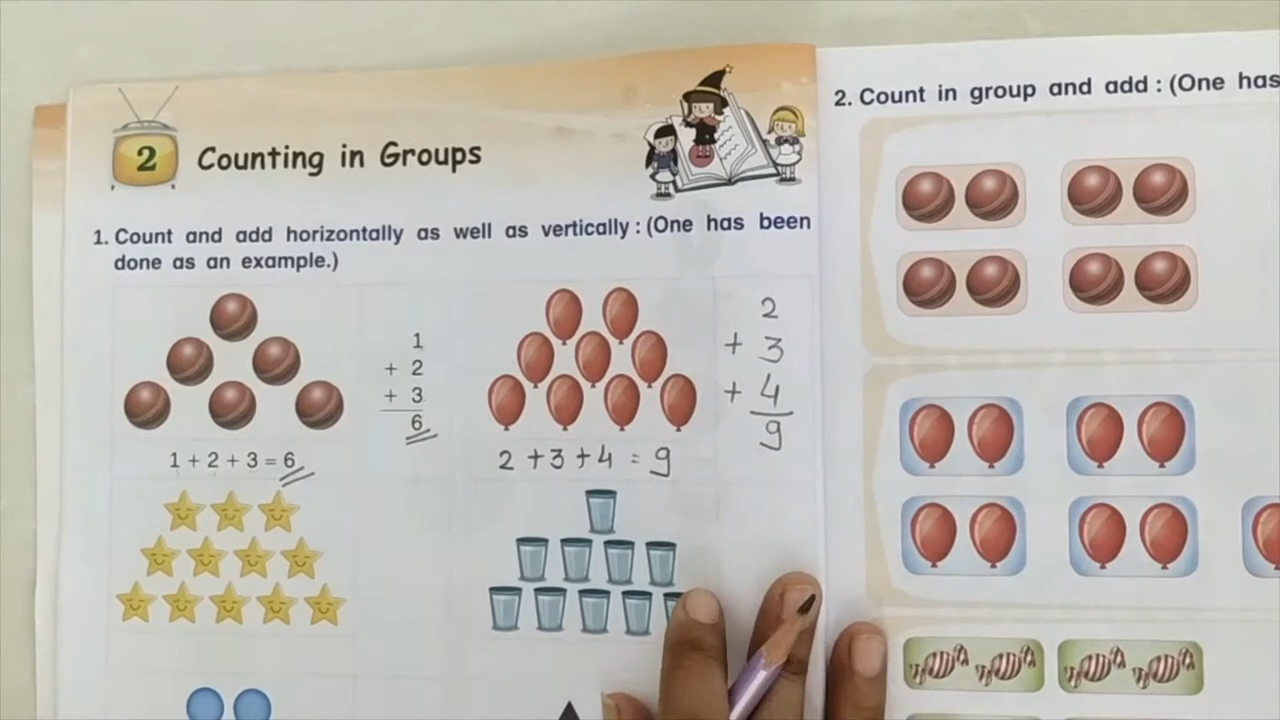 2
Counting in Groups
1. Count and add horizontally as well as vertically : (One has been
done as an example.)
1
+ 2
+ 3
6
1 + 2 + 3 = 6
2
+ 3
+ 4
9
2 + 3 + 4 = 9
2. Count in group and add : (One has